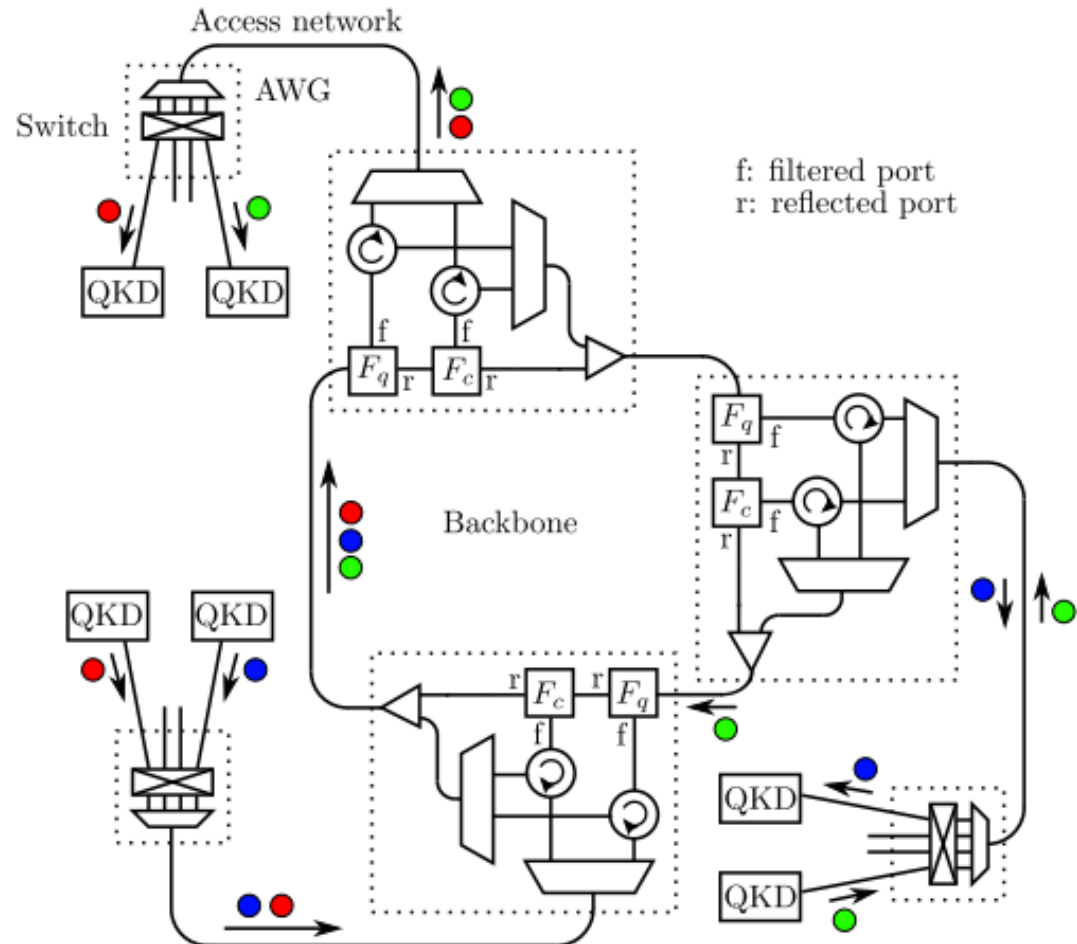 Access network
AWG
Switch
f: filtered port
r: reflected port
QKD
QKD
f
f
F_q
r
F_c
r
F_q
f
r
F_c
f
r
Backbone
QKD
QKD
r
F_c
r
F_q
f
f
QKD
QKD